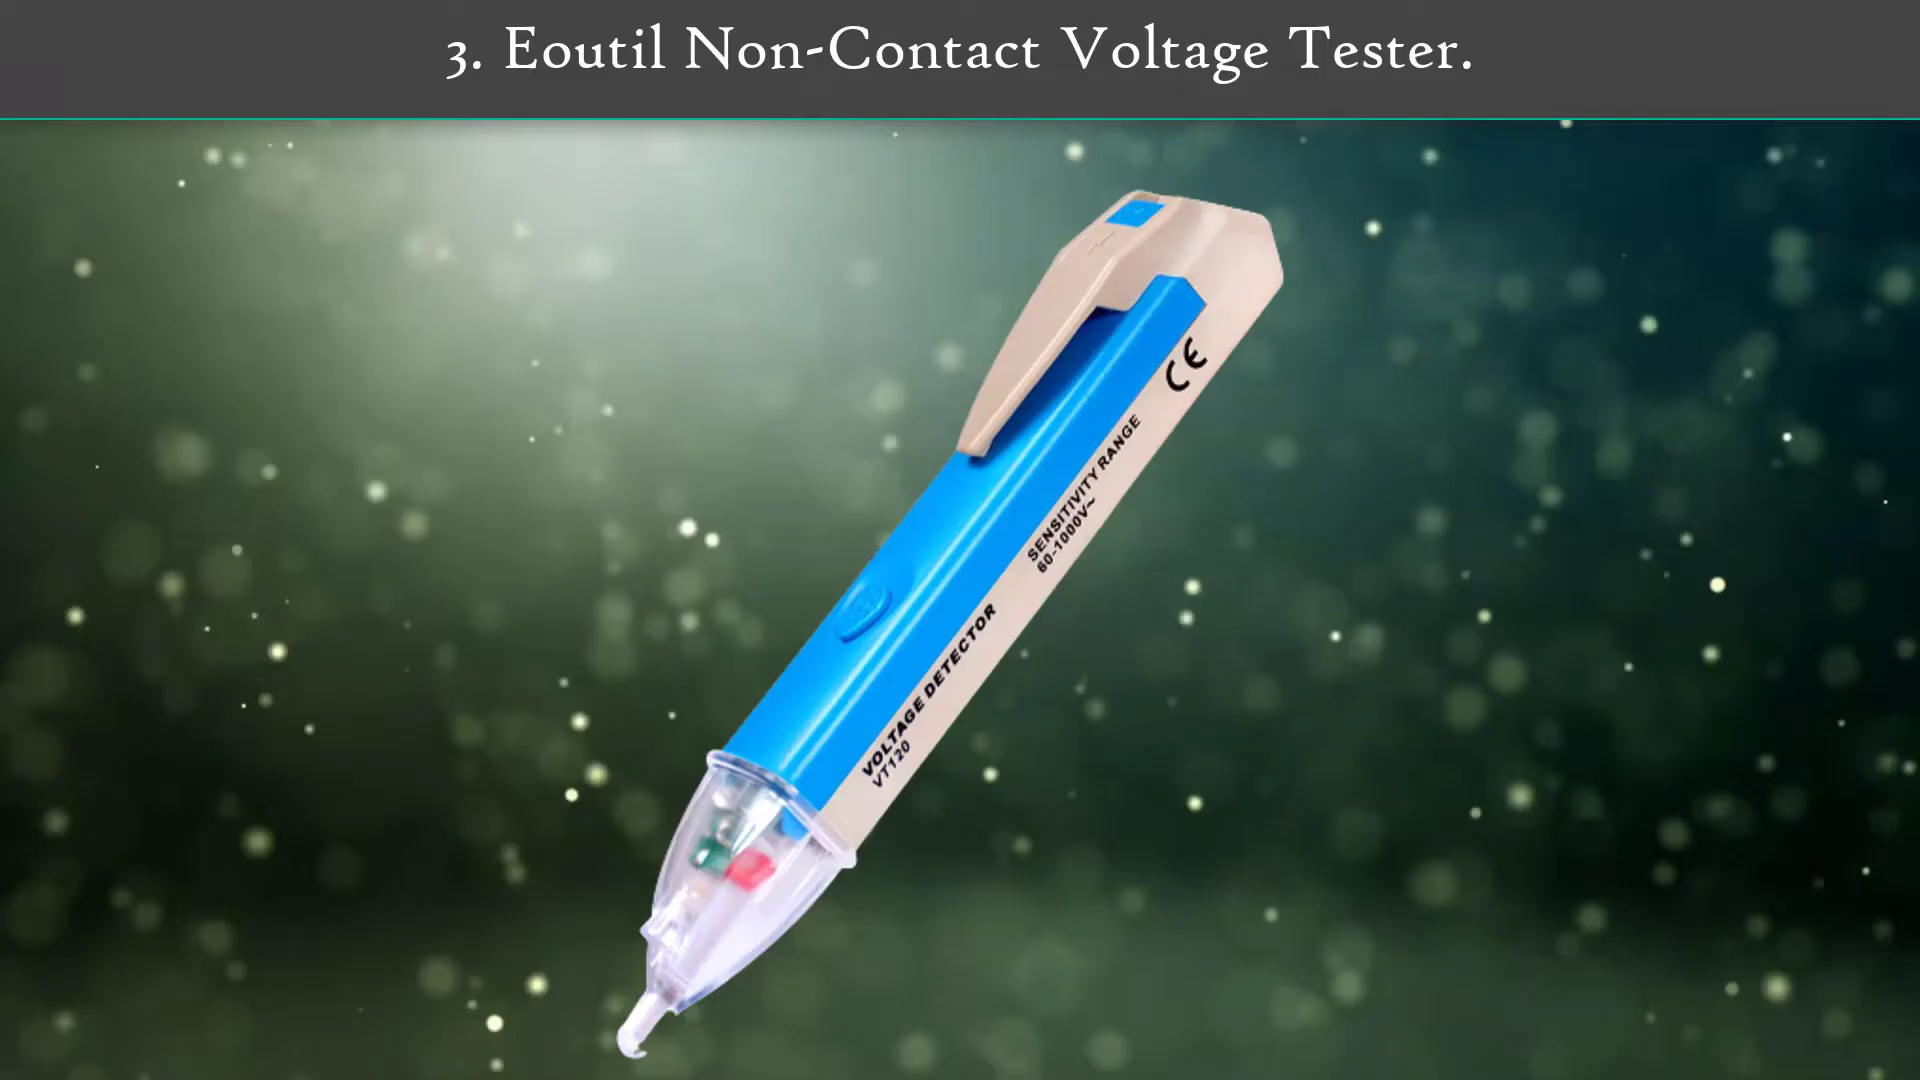 3. Eoutil Non-Contact Voltage Tester.
CE
SENSITIVITY RANGE
60-1000V~
VOLTAGE DETECTOR
VT120